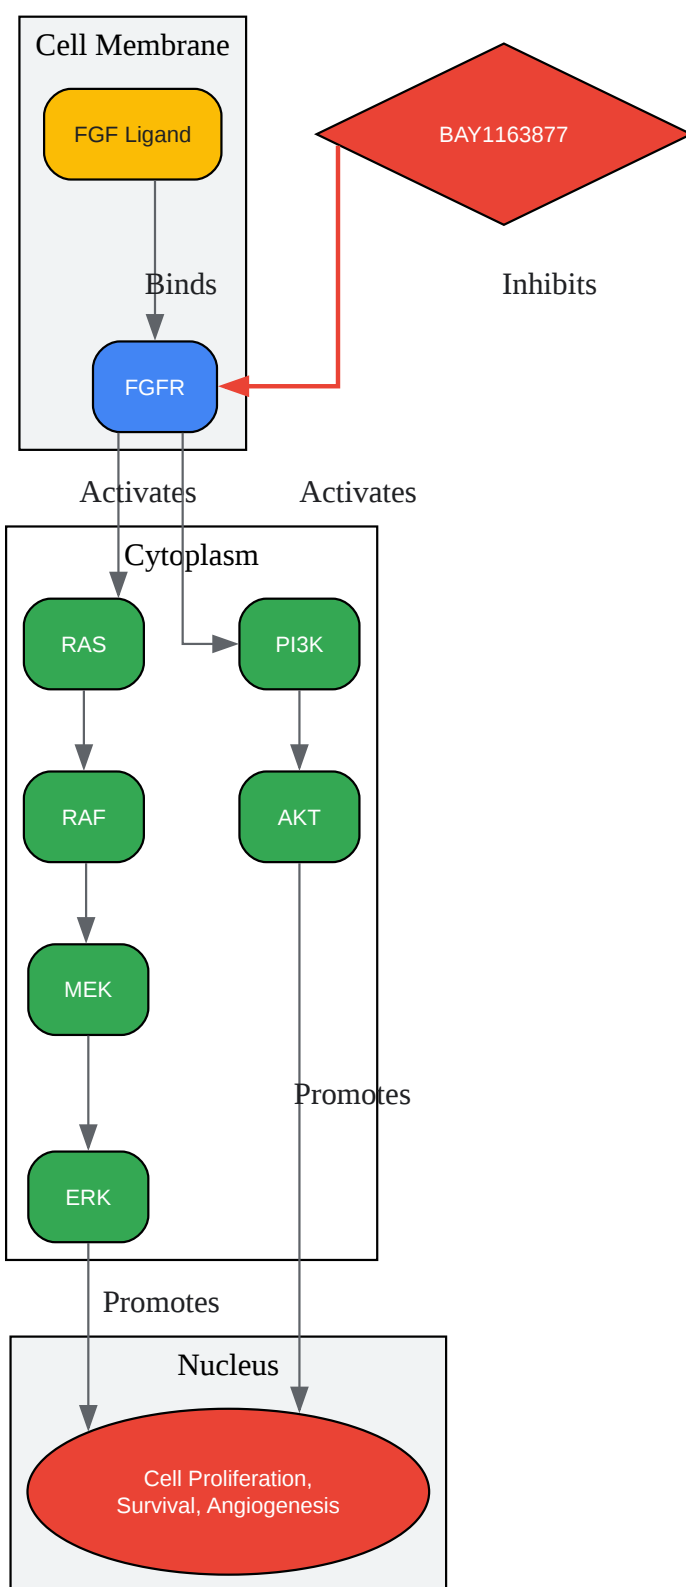 Cell Membrane
FGF Ligand
BAY1163877
Binds
Inhibits
FGFR
Activates
Activates
Cytoplasm
RAS
PI3K
RAF
AKT
MEK
Promotes
ERK
Promotes
Nucleus
Cell Proliferation,
Survival, Angiogenesis